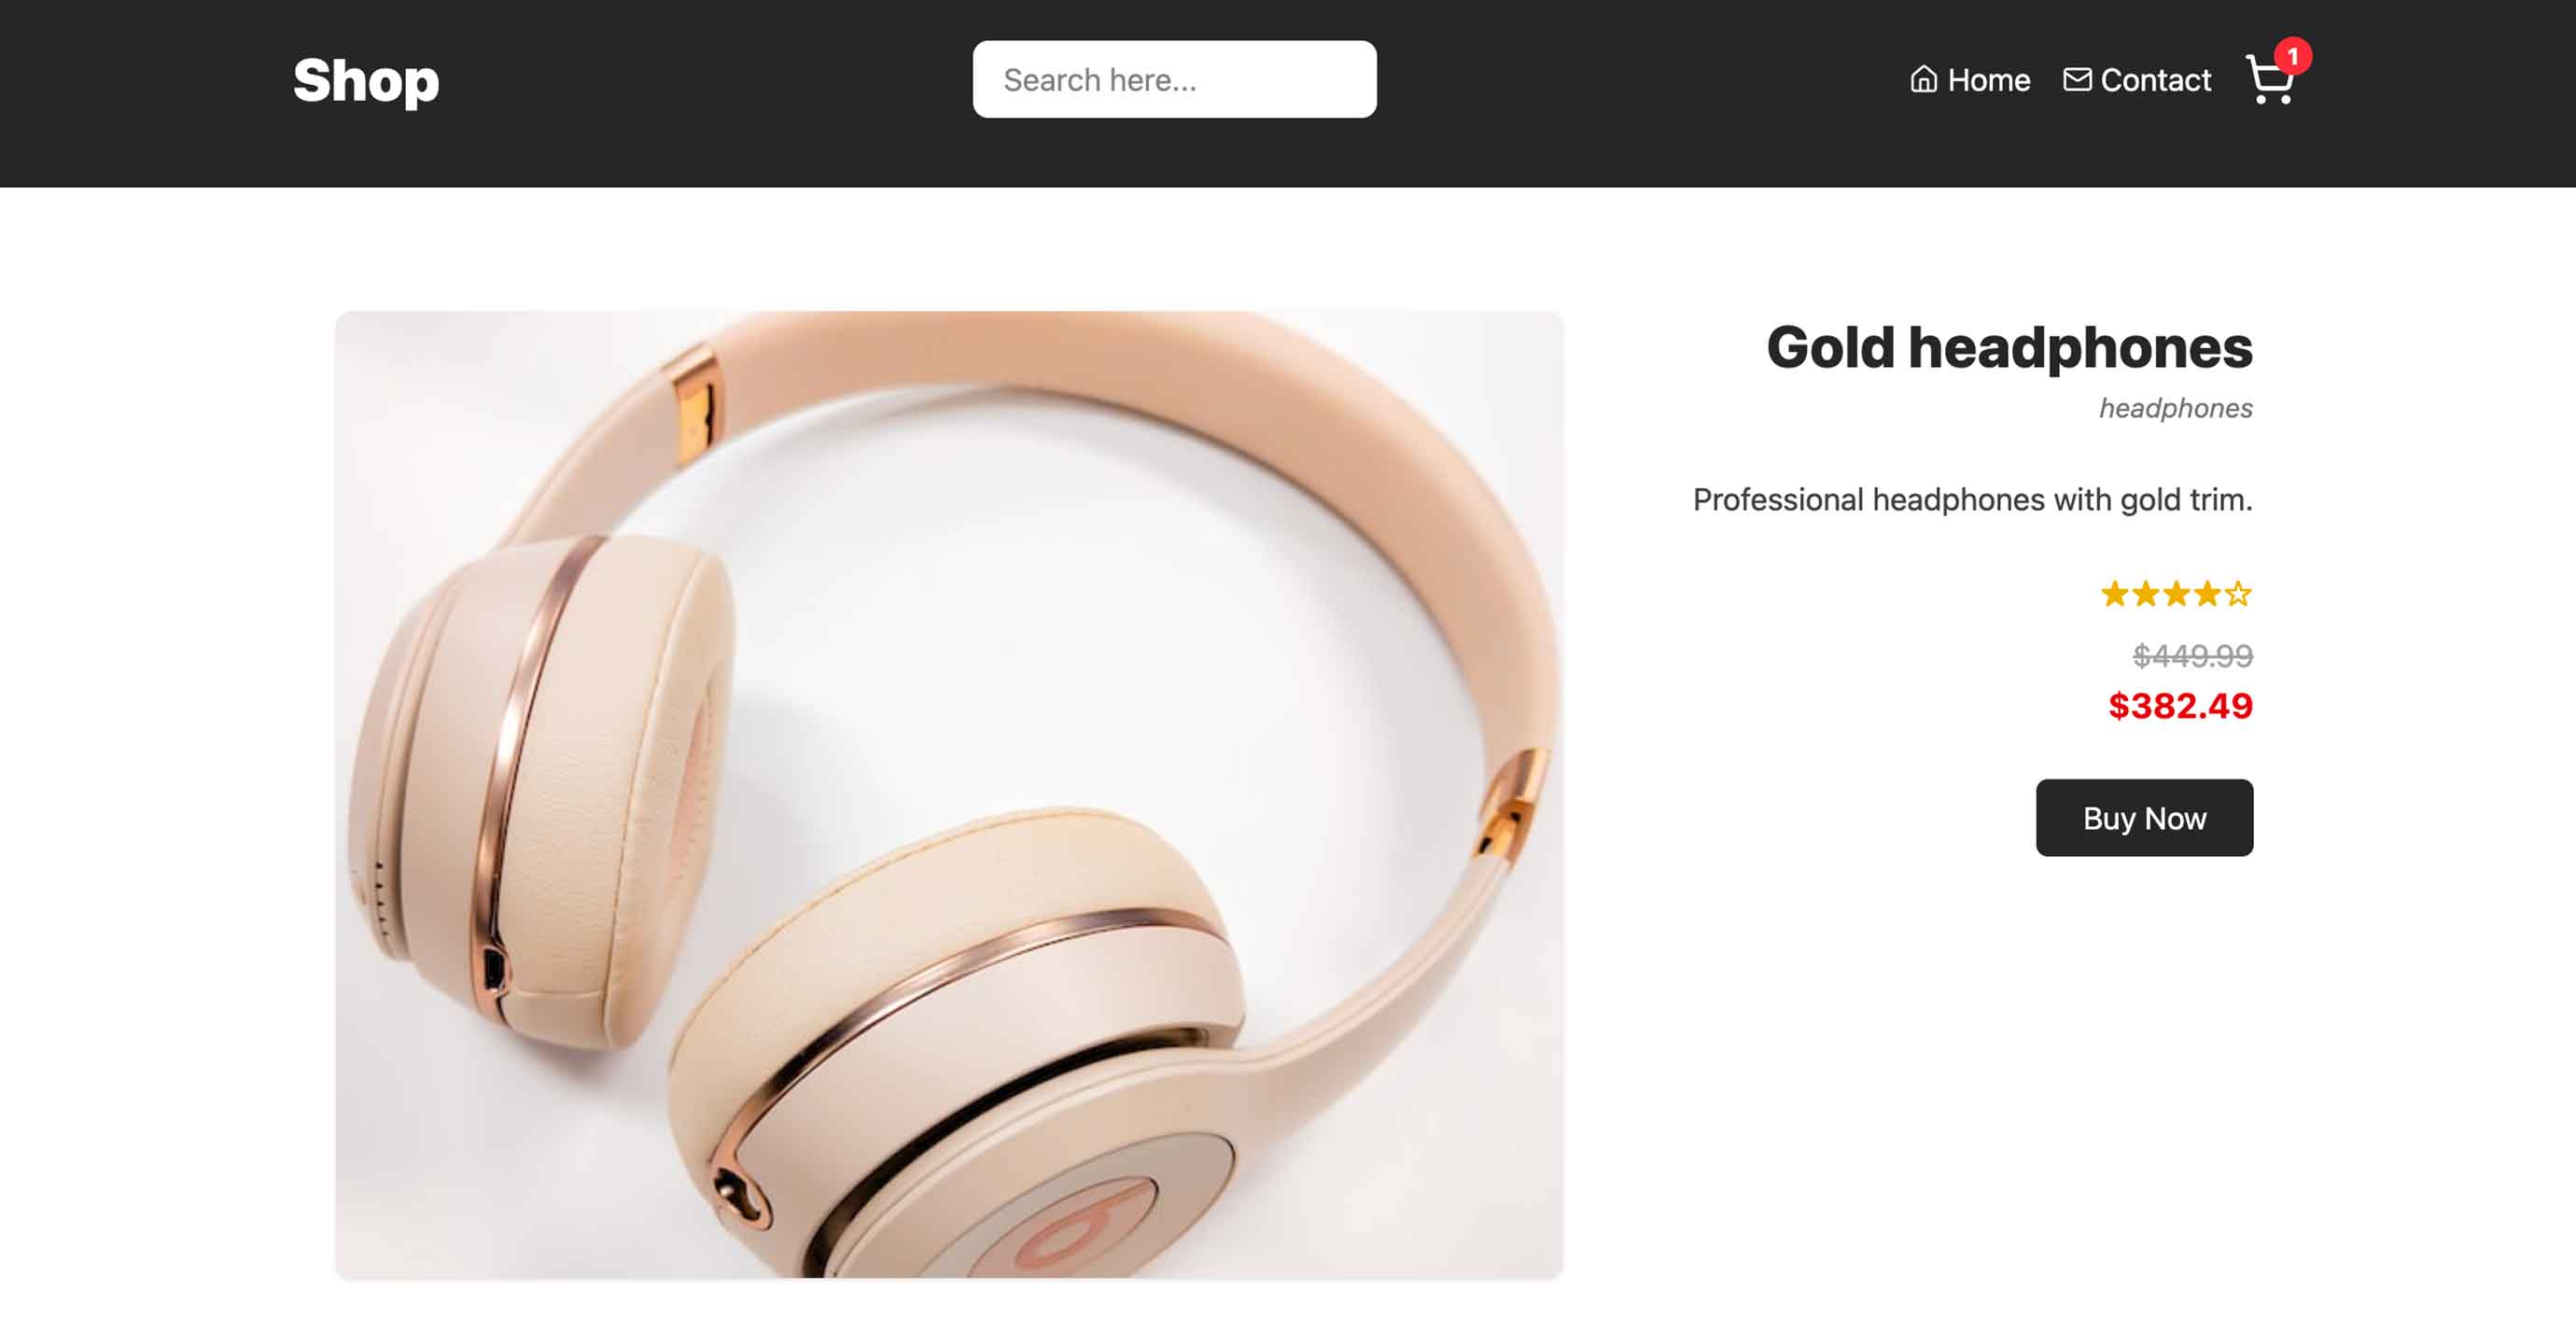 Shop
Search here...
Home
Contact
1
Gold headphones
headphones
Professional headphones with gold trim.
$449.99
$382.49
Buy Now
b